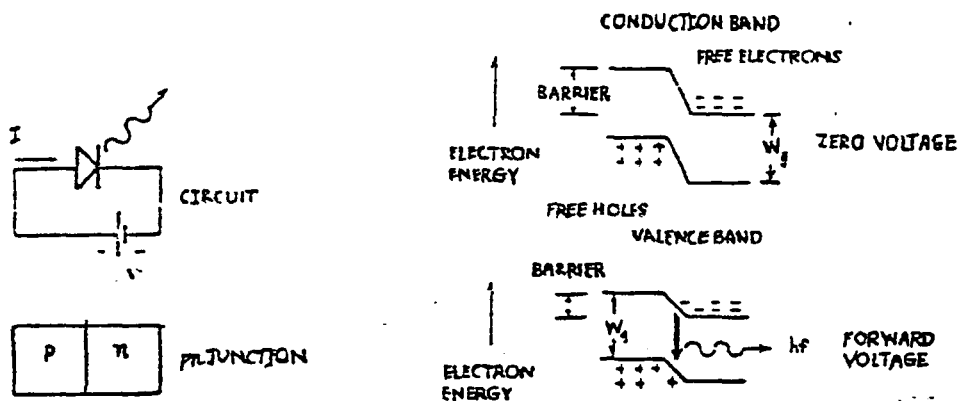 CONDUCTION BAND
FREE ELECTRONS
BARRIER
I
Wg
ZERO VOLTAGE
ELECTRON
ENERGY
CIRCUIT
FREE HOLES
VALENCE BAND
V
BARRIER
Wg
p n
pn JUNCTION
hf
FORWARD
VOLTAGE
ELECTRON
ENERGY